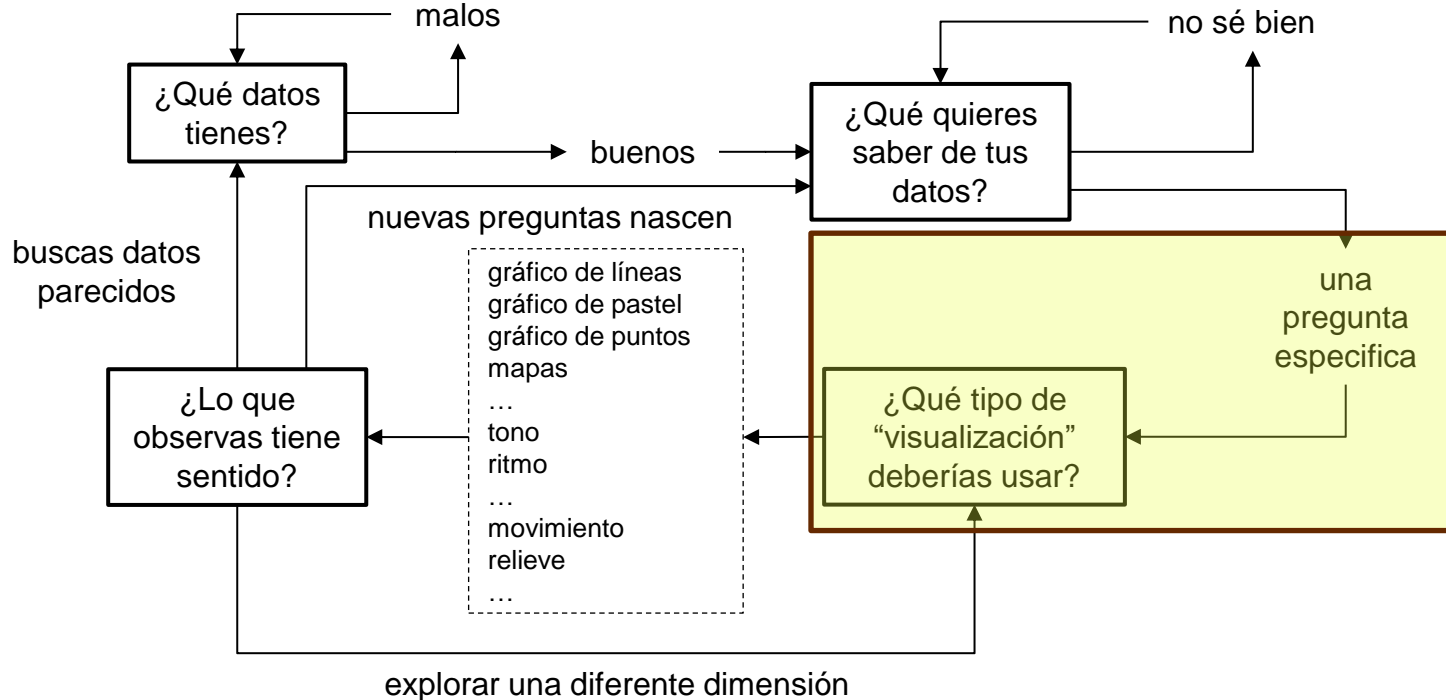 malos
no sé bien
¿Qué datos
tienes?
¿Qué quieres
saber de tus
datos?
buenos
nuevas preguntas nascen
buscas datos
parecidos
gráfico de líneas
gráfico de pastel
gráfico de puntos
mapas
…
tono
ritmo
…
movimiento
relieve
…
una
pregunta
especifica
¿Lo que
observas tiene
sentido?
¿Qué tipo de
“visualización”
deberías usar?
explorar una diferente dimensión